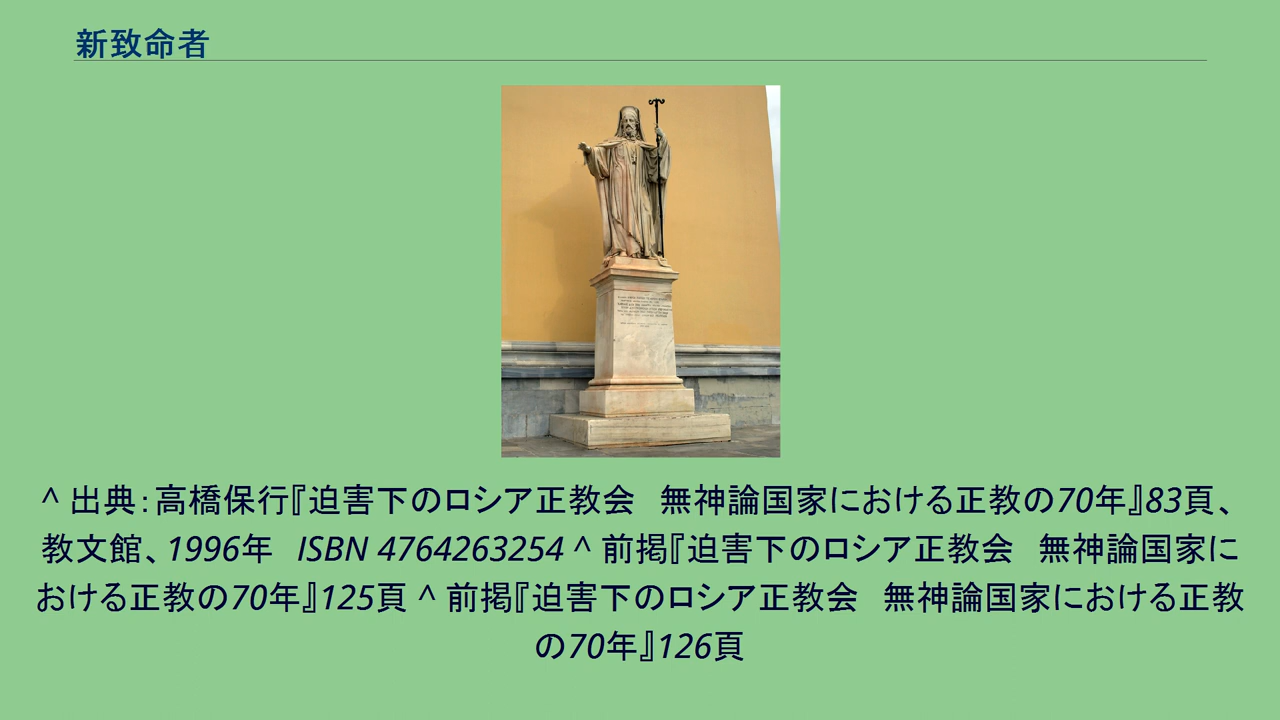 新致命者
^ 出典：高橋保行『迫害下のロシア正教会　無神論国家における正教の70年』83頁、
教文館、1996年　ISBN 4764263254 ^ 前掲『迫害下のロシア正教会　無神論国家に
おける正教の70年』125頁 ^ 前掲『迫害下のロシア正教会　無神論国家における正教
の70年』126頁